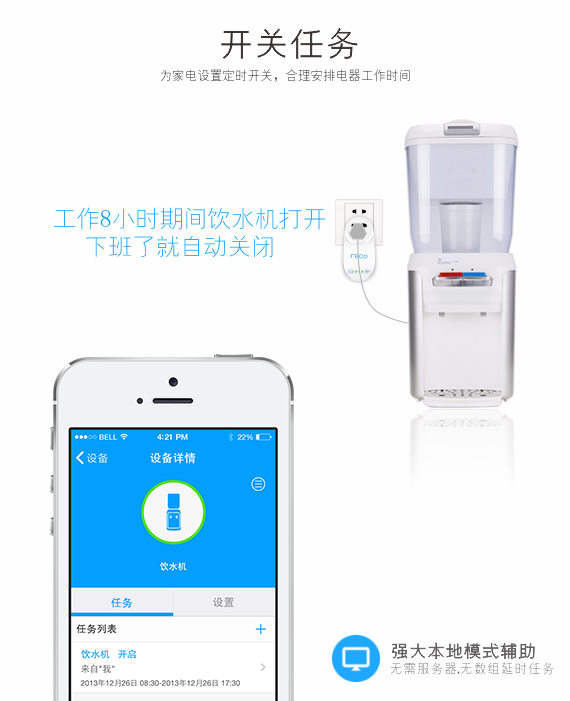 开关任务
为家电设置定时开关，合理安排电器工作时间
工作8小时期间饮水机打开
下班了就自动关闭
neco
BELL 4:21 PM 22%
设备 设备详情
饮水机
任务 设置
任务列表 +
饮水机 开启
来自"我"
2013年12月26日 08:30-2013年12月26日 17:30
强大本地模式辅助
无需服务器,无数组延时任务